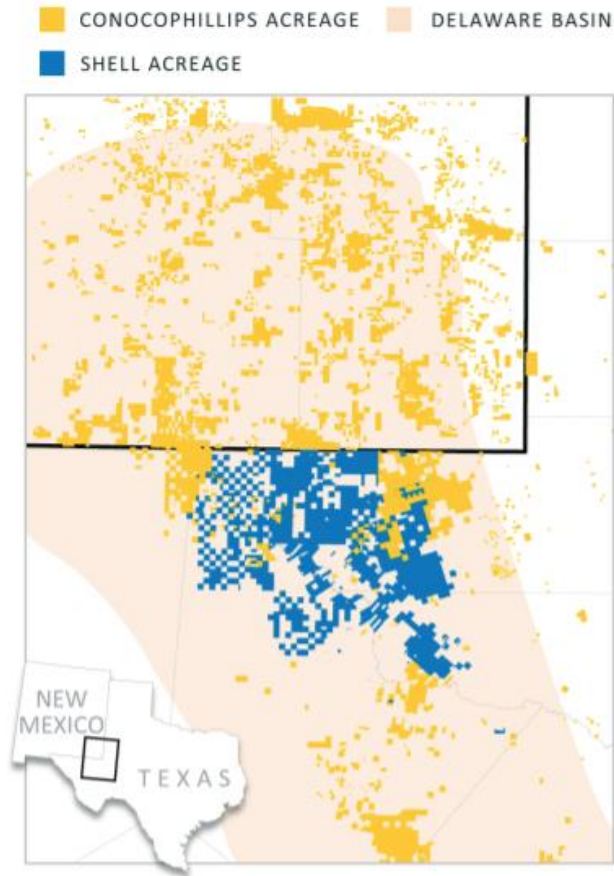 CONOCOPHILLIPS ACREAGE
DELAWARE BASIN
SHELL ACREAGE
NEW
MEXICO
TEXAS